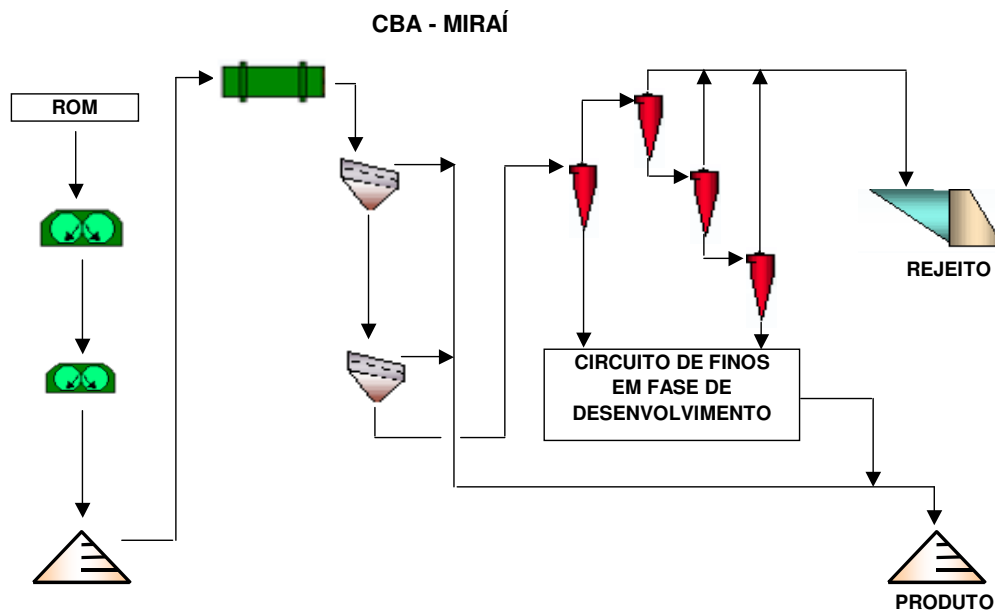 CBA - MIRAÍ
ROM
REJEITO
CIRCUITO DE FINOS
EM FASE DE
DESENVOLVIMENTO
PRODUTO